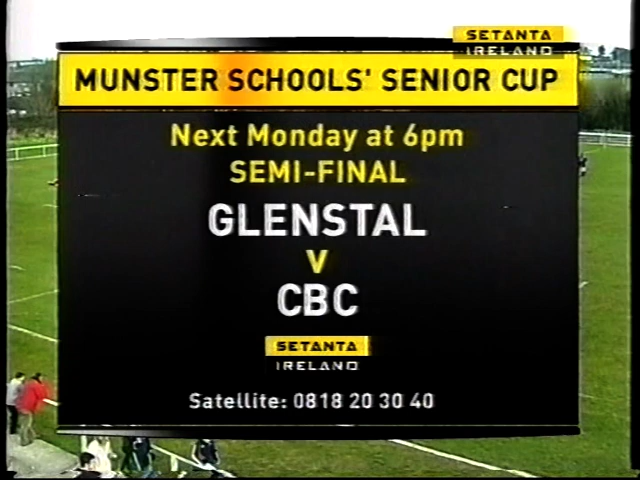 SETANTA
IRELAND
MUNSTER SCHOOLS' SENIOR CUP
Next Monday at 6pm
SEMI-FINAL
GLENSTAL
V
CBC
SETANTA
IRELAND
Satellite: 0818 20 30 40